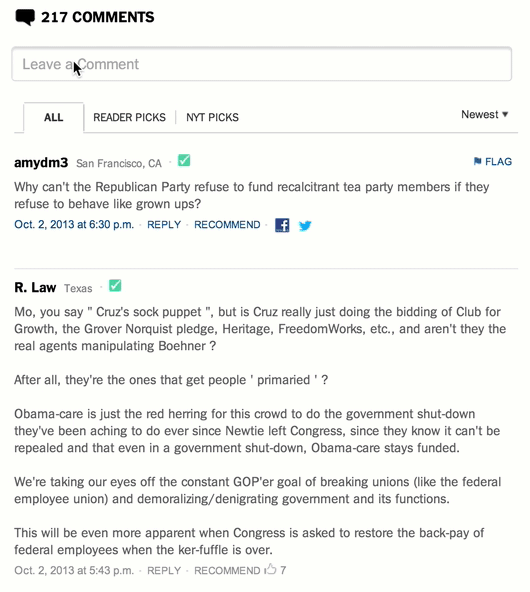 217 COMMENTS
Leave a Comment
ALL READER PICKS NYT PICKS Newest
amydm3 San Francisco, CA · FLAG
Why can't the Republican Party refuse to fund recalcitrant tea party members if they
refuse to behave like grown ups?
Oct. 2, 2013 at 6:30 p.m. · REPLY · RECOMMEND ·
R. Law Texas ·
Mo, you say " Cruz's sock puppet ", but is Cruz really just doing the bidding of Club for
Growth, the Grover Norquist pledge, Heritage, FreedomWorks, etc., and aren't they the
real agents manipulating Boehner ?
After all, they're the ones that get people ' primaried ' ?
Obama-care is just the red herring for this crowd to do the government shut-down
they've been aching to do ever since Newtie left Congress, since they know it can't be
repealed and that even in a government shut-down, Obama-care stays funded.
We're taking our eyes off the constant GOP'er goal of breaking unions (like the federal
employee union) and demoralizing/denigrating government and its functions.
This will be even more apparent when Congress is asked to restore the back-pay of
federal employees when the ker-fuffle is over.
Oct. 2, 2013 at 5:43 p.m. · REPLY · RECOMMEND 7